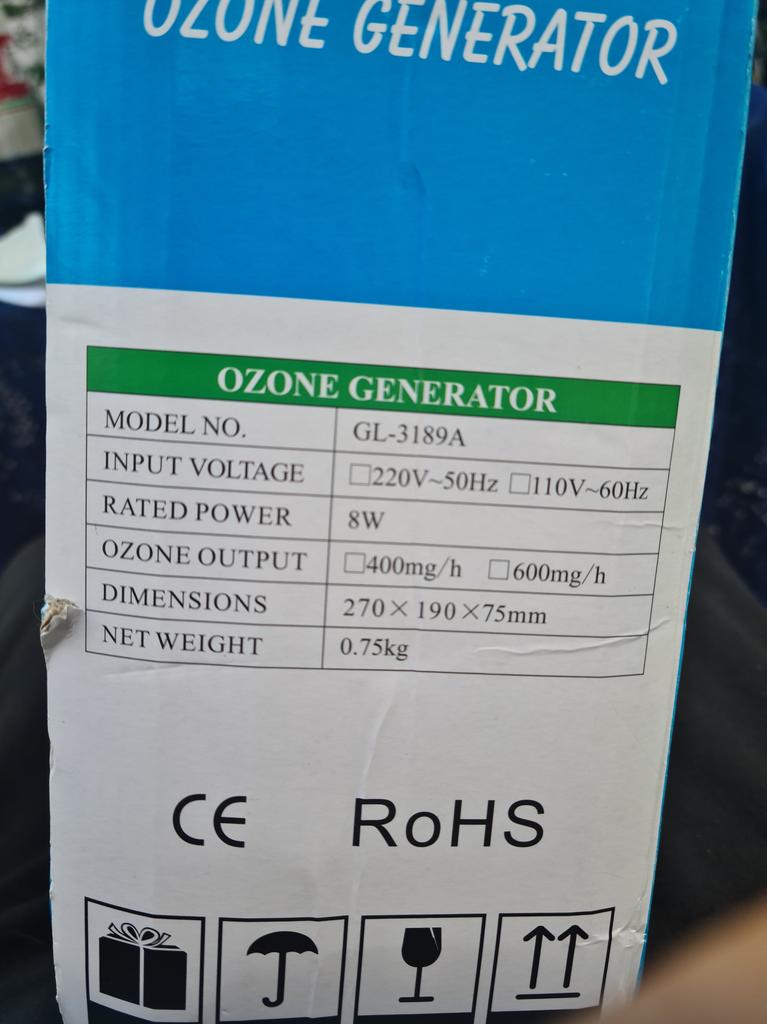 OZONE GENERATOR
OZONE GENERATOR
MODEL NO. GL-3189A
INPUT VOLTAGE □220V~50Hz □110V~60Hz
RATED POWER 8W
OZONE OUTPUT □400mg/h □600mg/h
DIMENSIONS 270×190×75mm
NET WEIGHT 0.75kg
CE RoHS